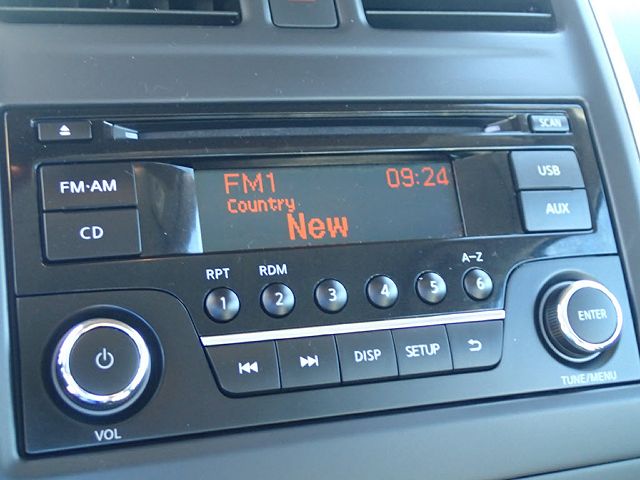 SCAN
FM·AM
FM1 09:24
USB
Country
New
CD
AUX
RPT RDM A-Z
1 2 3 4 5 6
ENTER
DISP SETUP
TUNE/MENU
VOL